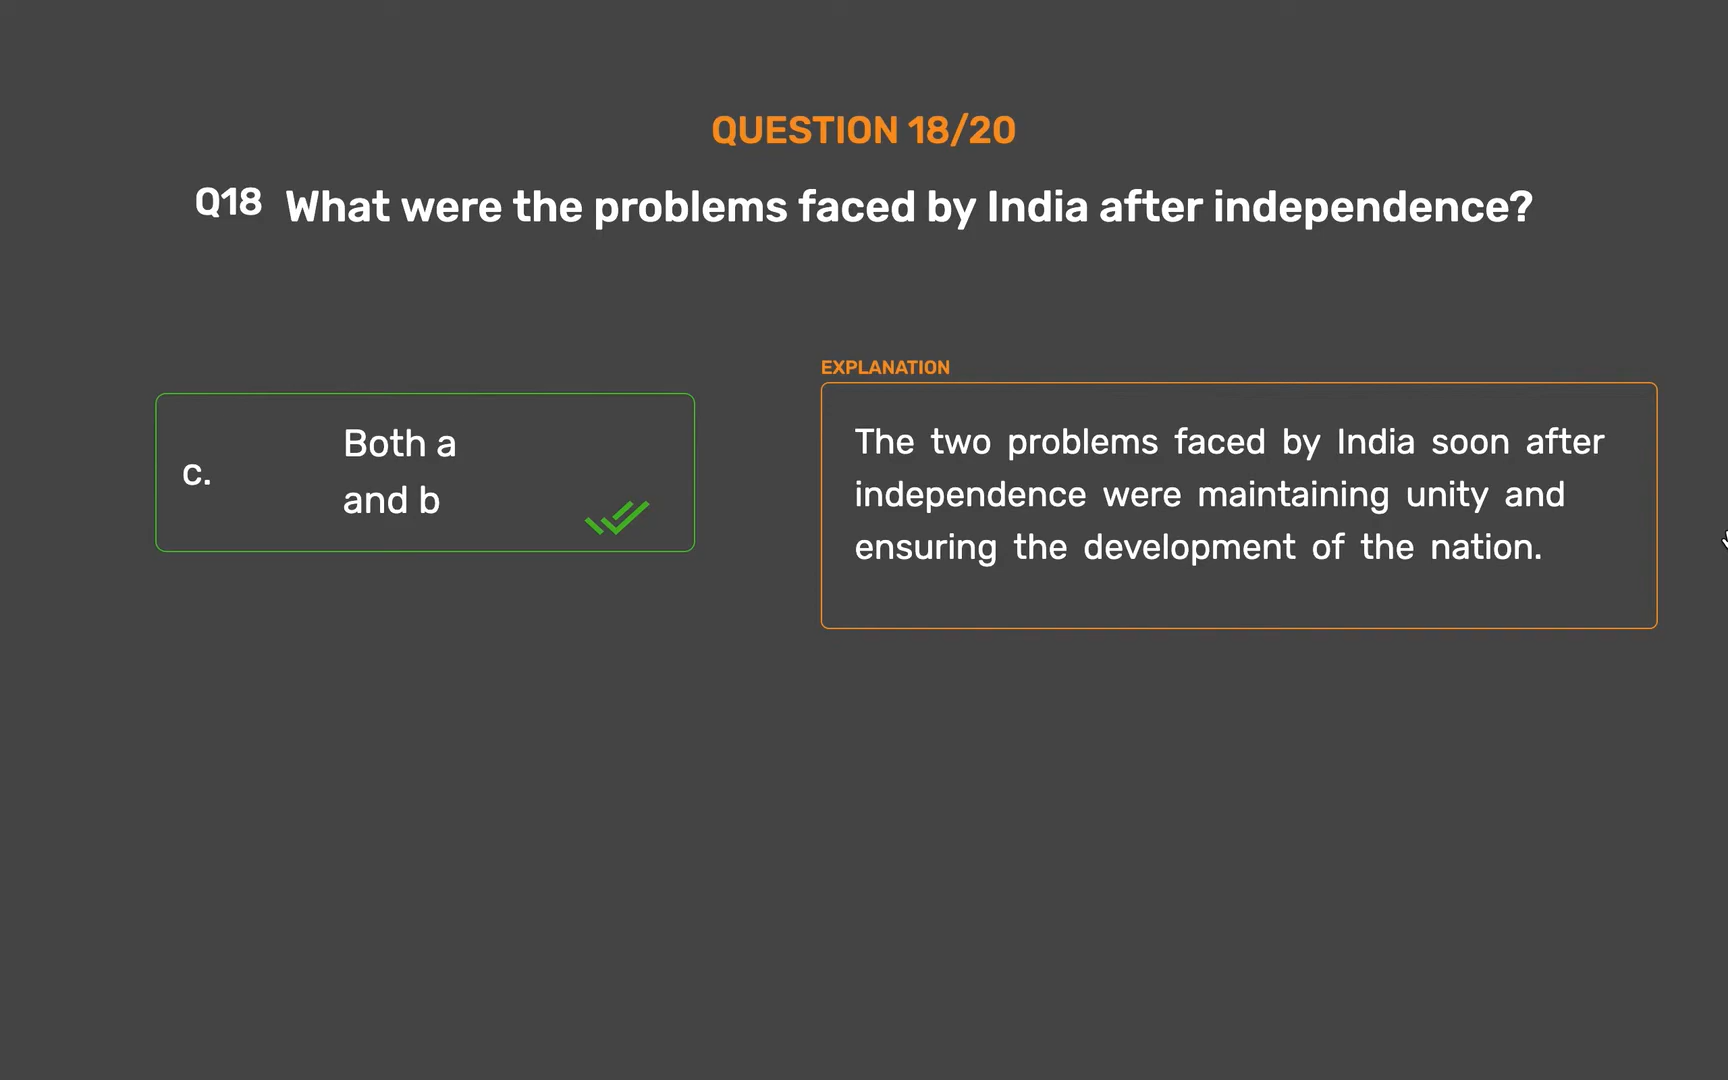 QUESTION 18/20
Q18 What were the problems faced by India after independence?
c.
Both a
and b
EXPLANATION
The two problems faced by India soon after
independence were maintaining unity and
ensuring the development of the nation.